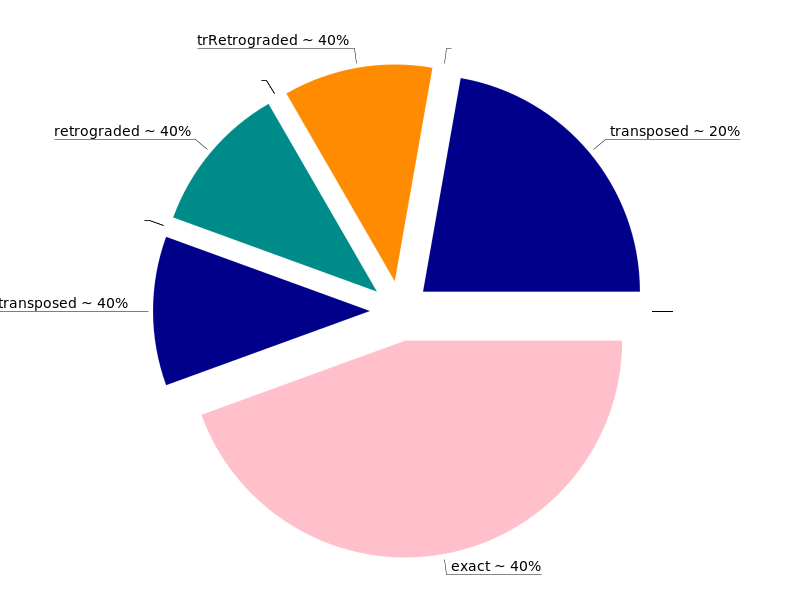 trRetrograded ~ 40%
retrograded ~ 40%
transposed ~ 20%
transposed ~ 40%
exact ~ 40%